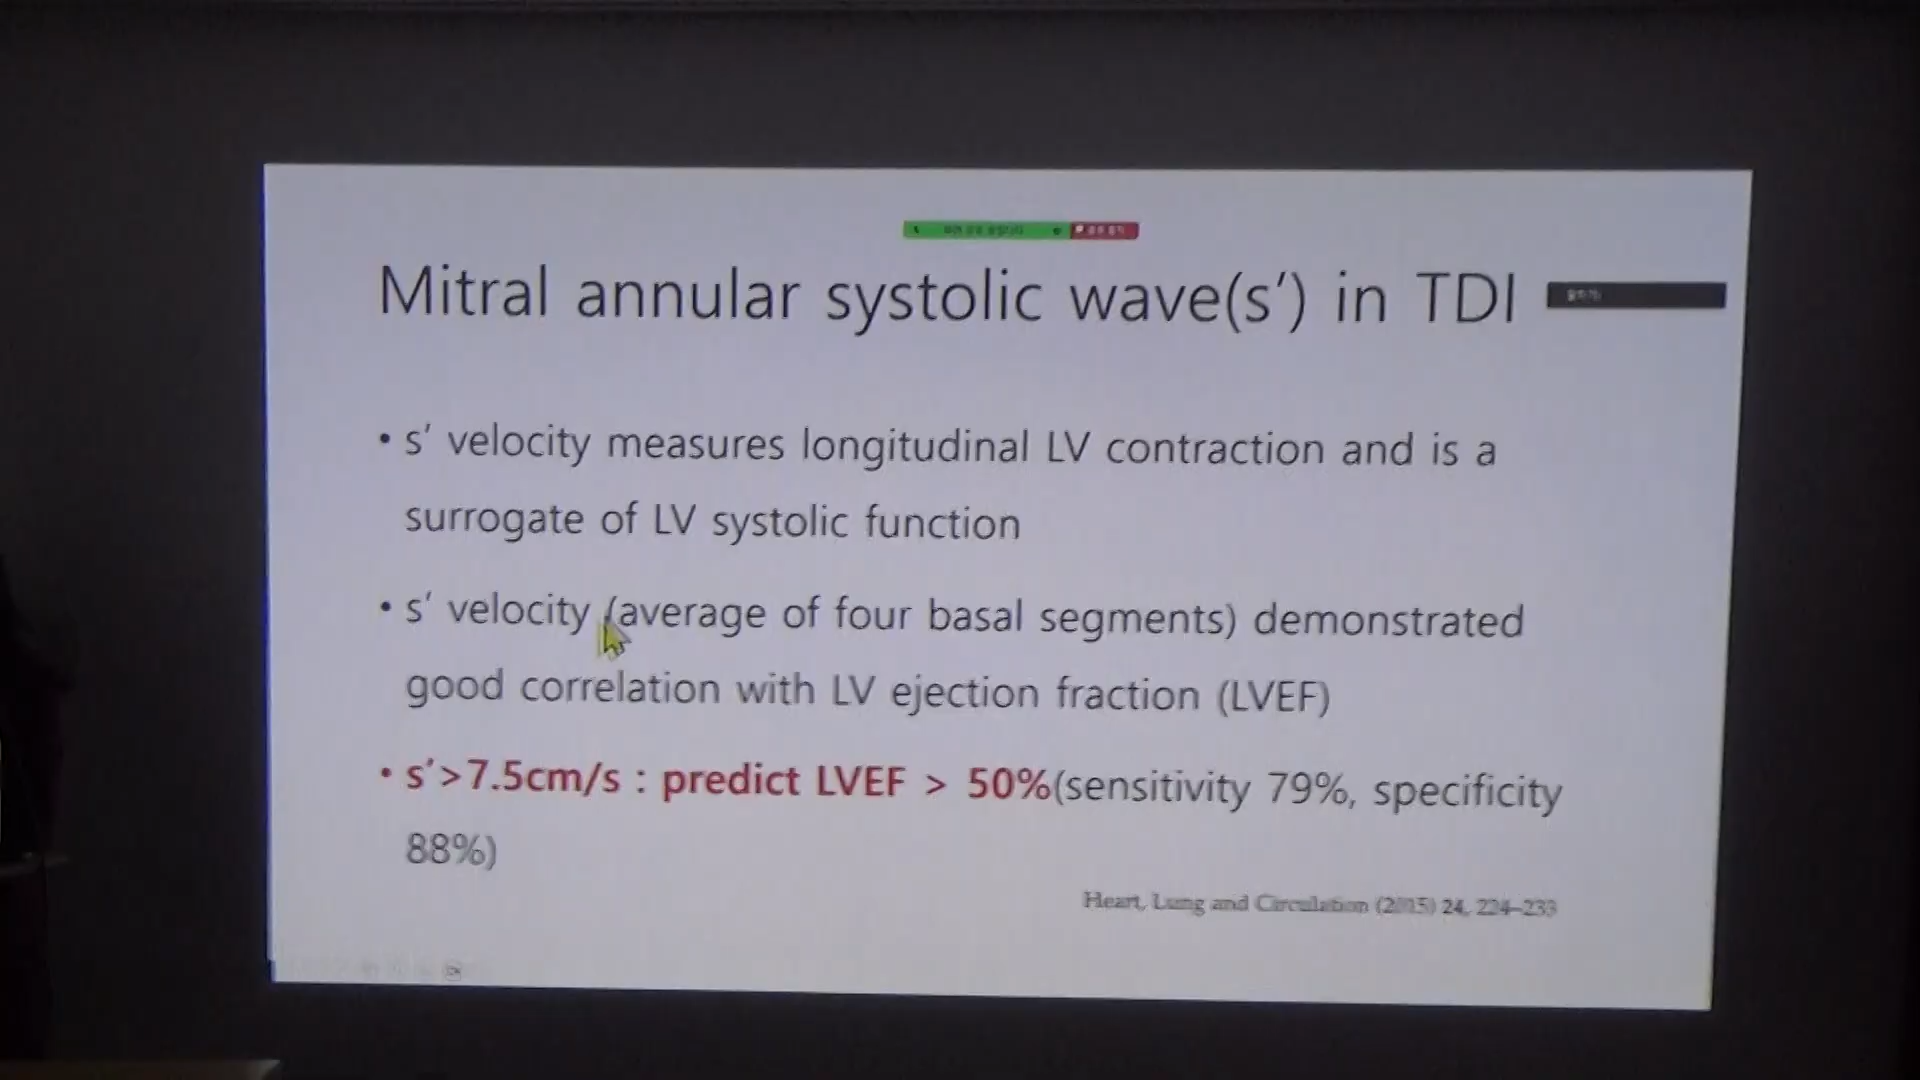 Mitral annular systolic wave(s′) in TDI
• s′ velocity measures longitudinal LV contraction and is a
surrogate of LV systolic function
• s′ velocity (average of four basal segments) demonstrated
good correlation with LV ejection fraction (LVEF)
• s′>7.5cm/s : predict LVEF > 50%(sensitivity 79%, specificity
88%)
Heart, Lung and Circulation (2015) 24, 224–233